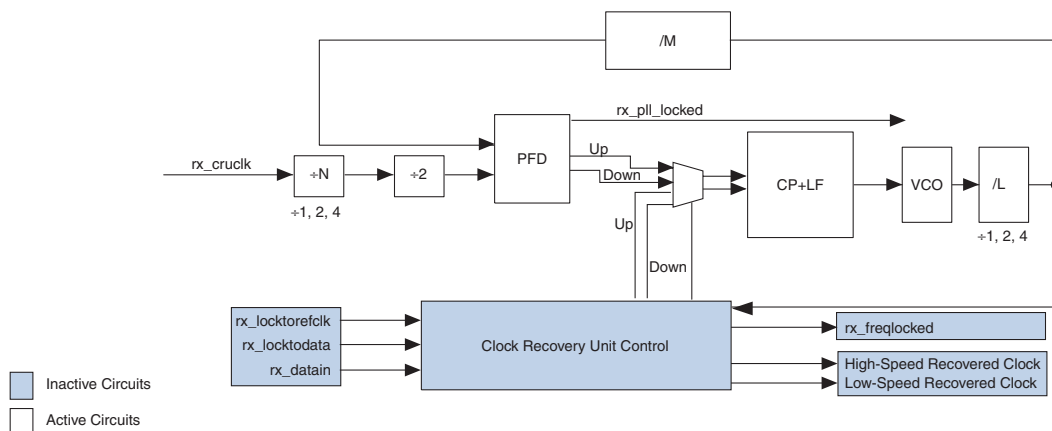 /M
rx_pll_locked
PFD
Up
Down
rx_cruclk
÷N
÷2
CP+LF
VCO
/L
÷1, 2, 4
÷1, 2, 4
Up
Down
rx_locktorefclk
rx_locktodata
rx_datain
Clock Recovery Unit Control
rx_freqlocked
High-Speed Recovered Clock
Low-Speed Recovered Clock
Inactive Circuits
Active Circuits